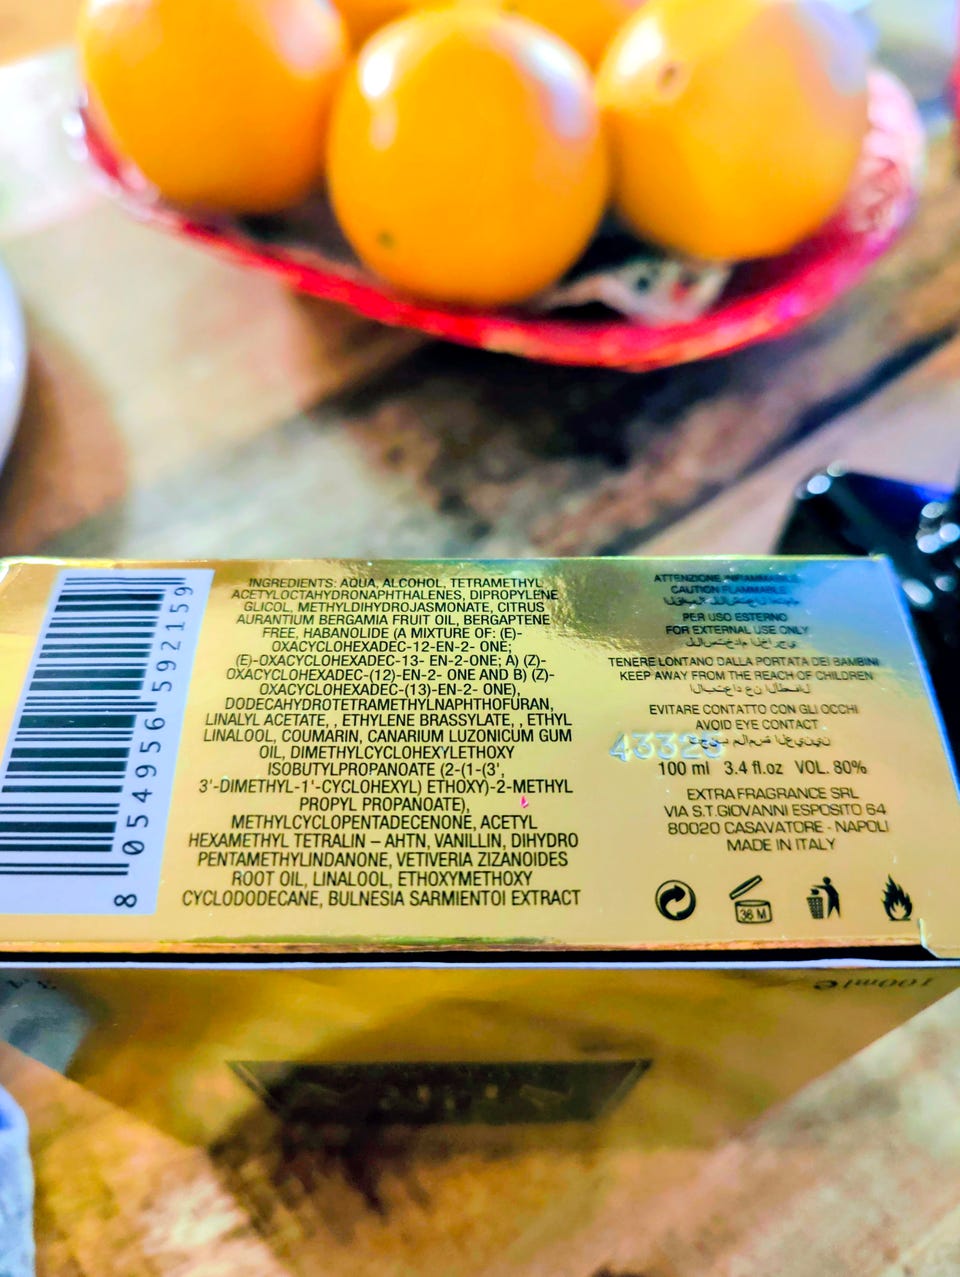 INGREDIENTS: AQUA, ALCOHOL, TETRAMETHYL
ACETYLOCTAHYDRONAPHTHALENES, DIPROPYLENE
GLICOL, METHYLDIHYDROJASMONATE, CITRUS
AURANTIUM BERGAMIA FRUIT OIL, BERGAPTENE
FREE, HABANOLIDE (A MIXTURE OF: (E)-
OXACYCLOHEXADEC-12-EN-2- ONE;
(E)-OXACYCLOHEXADEC-13- EN-2-ONE; A) (Z)-
OXACYCLOHEXADEC-(12)-EN-2- ONE AND B) (Z)-
OXACYCLOHEXADEC-(13)-EN-2- ONE),
DODECAHYDROTETRAMETHYLNAPHTHOFURAN,
LINALYL ACETATE, , ETHYLENE BRASSYLATE, , ETHYL
LINALOOL, COUMARIN, CANARIUM LUZONICUM GUM
OIL, DIMETHYLCYCLOHEXYLETHOXY
ISOBUTYLPROPANOATE (2-(1-(3',
3'-DIMETHYL-1'-CYCLOHEXYL) ETHOXY)-2-METHYL
PROPYL PROPANOATE),
METHYLCYCLOPENTADECENONE, ACETYL
HEXAMETHYL TETRALIN – AHTN, VANILLIN, DIHYDRO
PENTAMETHYLINDANONE, VETIVERIA ZIZANOIDES
ROOT OIL, LINALOOL, ETHOXYMETHOXY
CYCLODODECANE, BULNESIA SARMIENTOI EXTRACT
8 054956 592159
ATTENZIONE INFIAMMABILE
CAUTION FLAMMABLE
PER USO ESTERNO
FOR EXTERNAL USE ONLY
TENERE LONTANO DALLA PORTATA DEI BAMBINI
KEEP AWAY FROM THE REACH OF CHILDREN
EVITARE CONTATTO CON GLI OCCHI
AVOID EYE CONTACT
43325
100 ml 3.4 fl.oz VOL. 80%
EXTRA FRAGRANCE SRL
VIA S.T.GIOVANNI ESPOSITO 64
80020 CASAVATORE - NAPOLI
MADE IN ITALY
36 M
100ml e